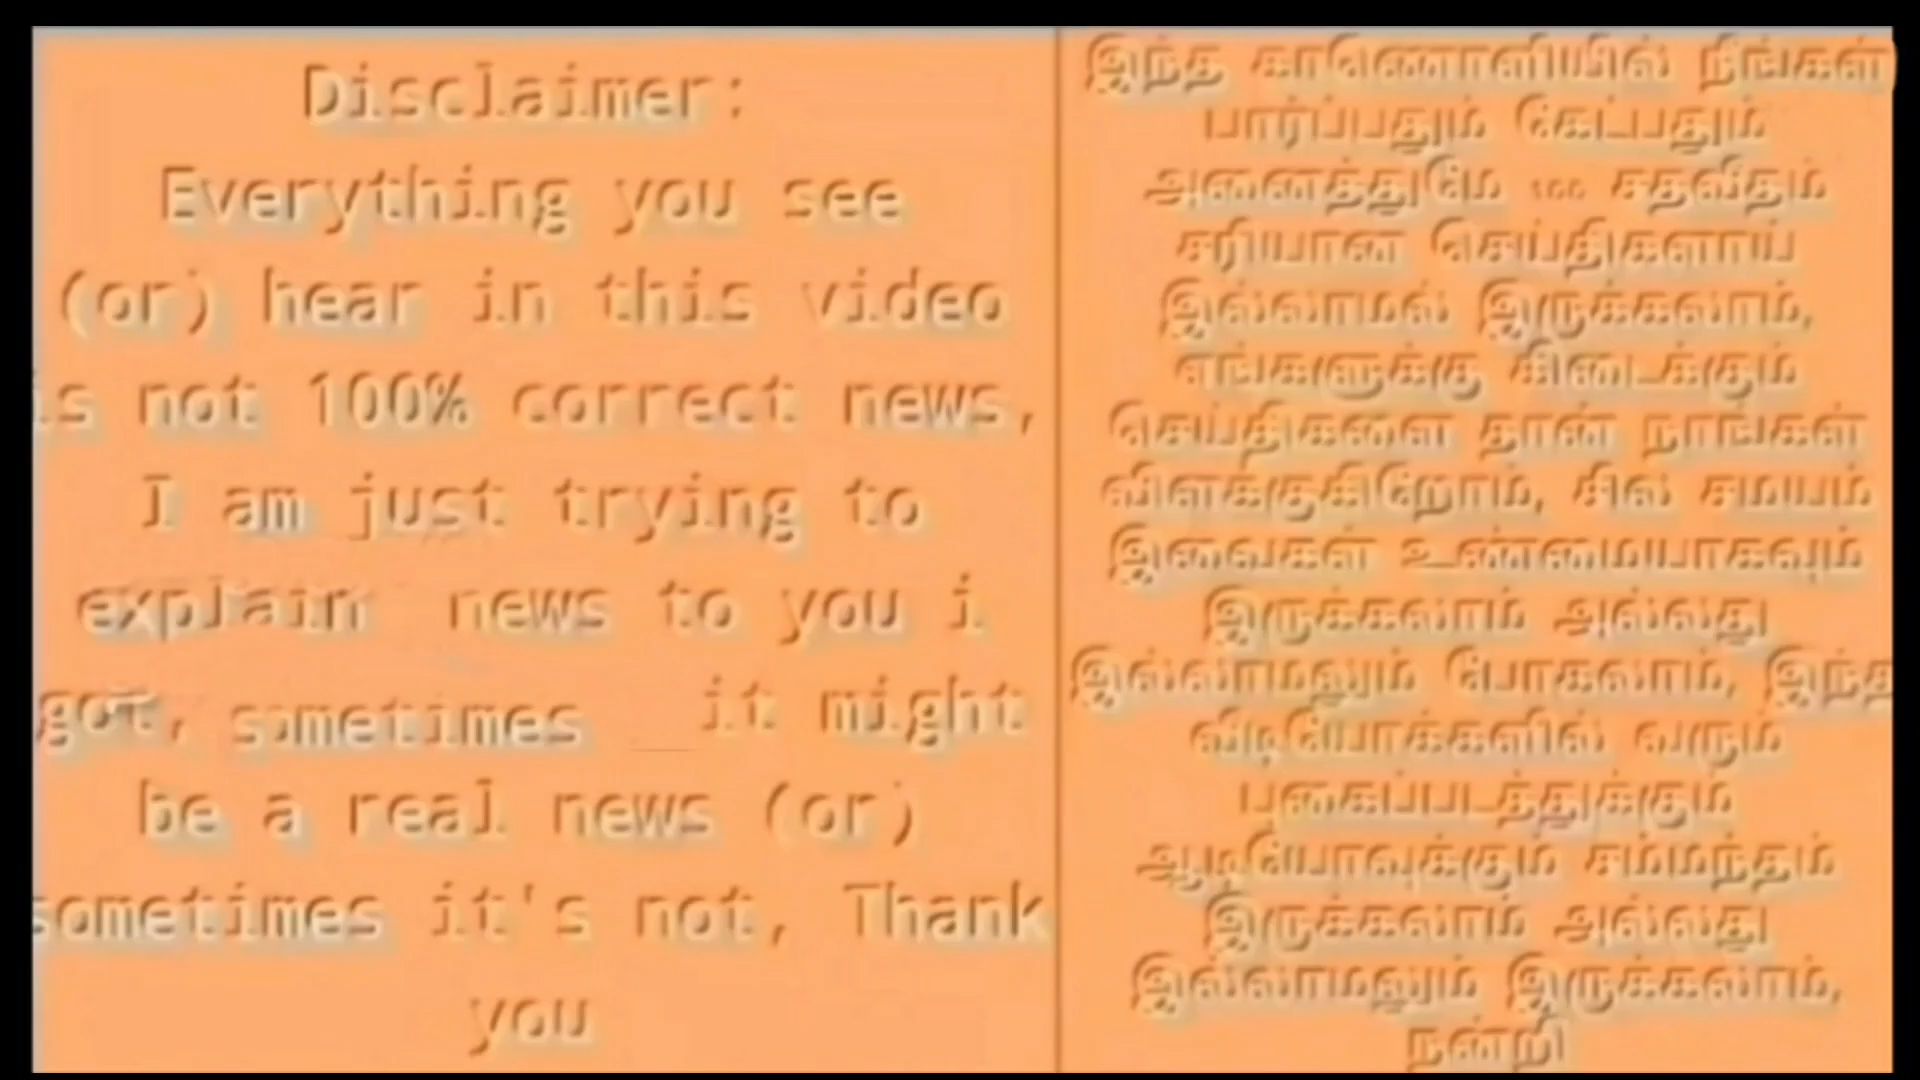 Disclaimer:
Everything you see
(or) hear in this video
is not 100% correct news,
I am just trying to
explain news to you i
got, sometimes it might
be a real news (or)
sometimes it's not, Thank
you
இந்த காணொளியில் நீங்கள்
பார்ப்பதும் கேட்பதும்
அனைத்துமே 100 சதவீதம்
சரியான செய்திகளாய்
இல்லாமல் இருக்கலாம்,
எங்களுக்கு கிடைக்கும்
செய்திகளை தான் நாங்கள்
விளக்குகிறோம், சில சமயம்
இவைகள் உண்மையாகவும்
இருக்கலாம் அல்லது
இல்லாமலும் போகலாம், இந்த
வீடியோக்களில் வரும்
புகைப்படத்துக்கும்
ஆடியோவுக்கும் சம்மந்தம்
இருக்கலாம் அல்லது
இல்லாமலும் இருக்கலாம்,
நன்றி